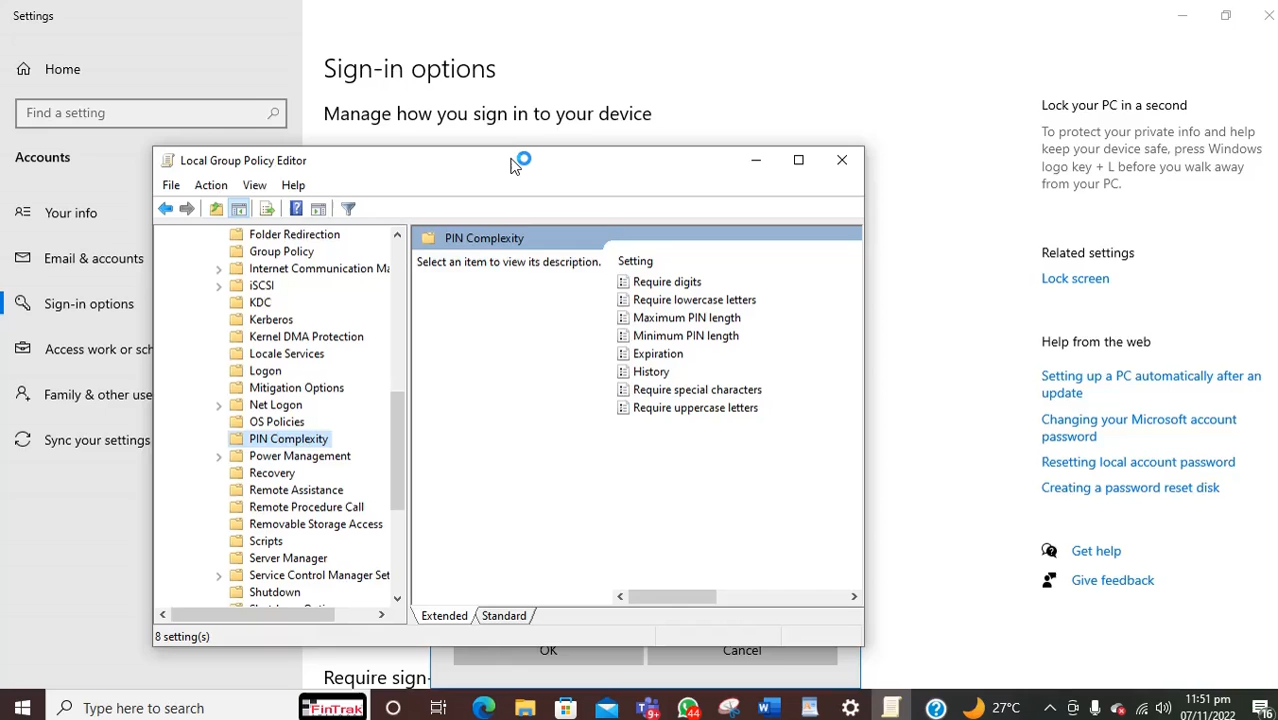 Settings
Home
Find a setting
Accounts
Your info
Email & accounts
Sign-in options
Access work or sch
Family & other use
Sync your settings
Sign-in options
Manage how you sign in to your device
Local Group Policy Editor
File Action View Help
Folder Redirection
Group Policy
Internet Communication Ma
iSCSI
KDC
Kerberos
Kernel DMA Protection
Locale Services
Logon
Mitigation Options
Net Logon
OS Policies
PIN Complexity
Power Management
Recovery
Remote Assistance
Remote Procedure Call
Removable Storage Access
Scripts
Server Manager
Service Control Manager Set
Shutdown
PIN Complexity
Select an item to view its description.
Setting
Require digits
Require lowercase letters
Maximum PIN length
Minimum PIN length
Expiration
History
Require special characters
Require uppercase letters
Extended Standard
8 setting(s)
OK Cancel
Require sign-
Lock your PC in a second
To protect your private info and help
keep your device safe, press Windows
logo key + L before you walk away
from your PC.
Related settings
Lock screen
Help from the web
Setting up a PC automatically after an
update
Changing your Microsoft account
password
Resetting local account password
Creating a password reset disk
Get help
Give feedback
Type here to search
FinTrak
9+
44
27°C
11:51 pm
07/11/2022
16